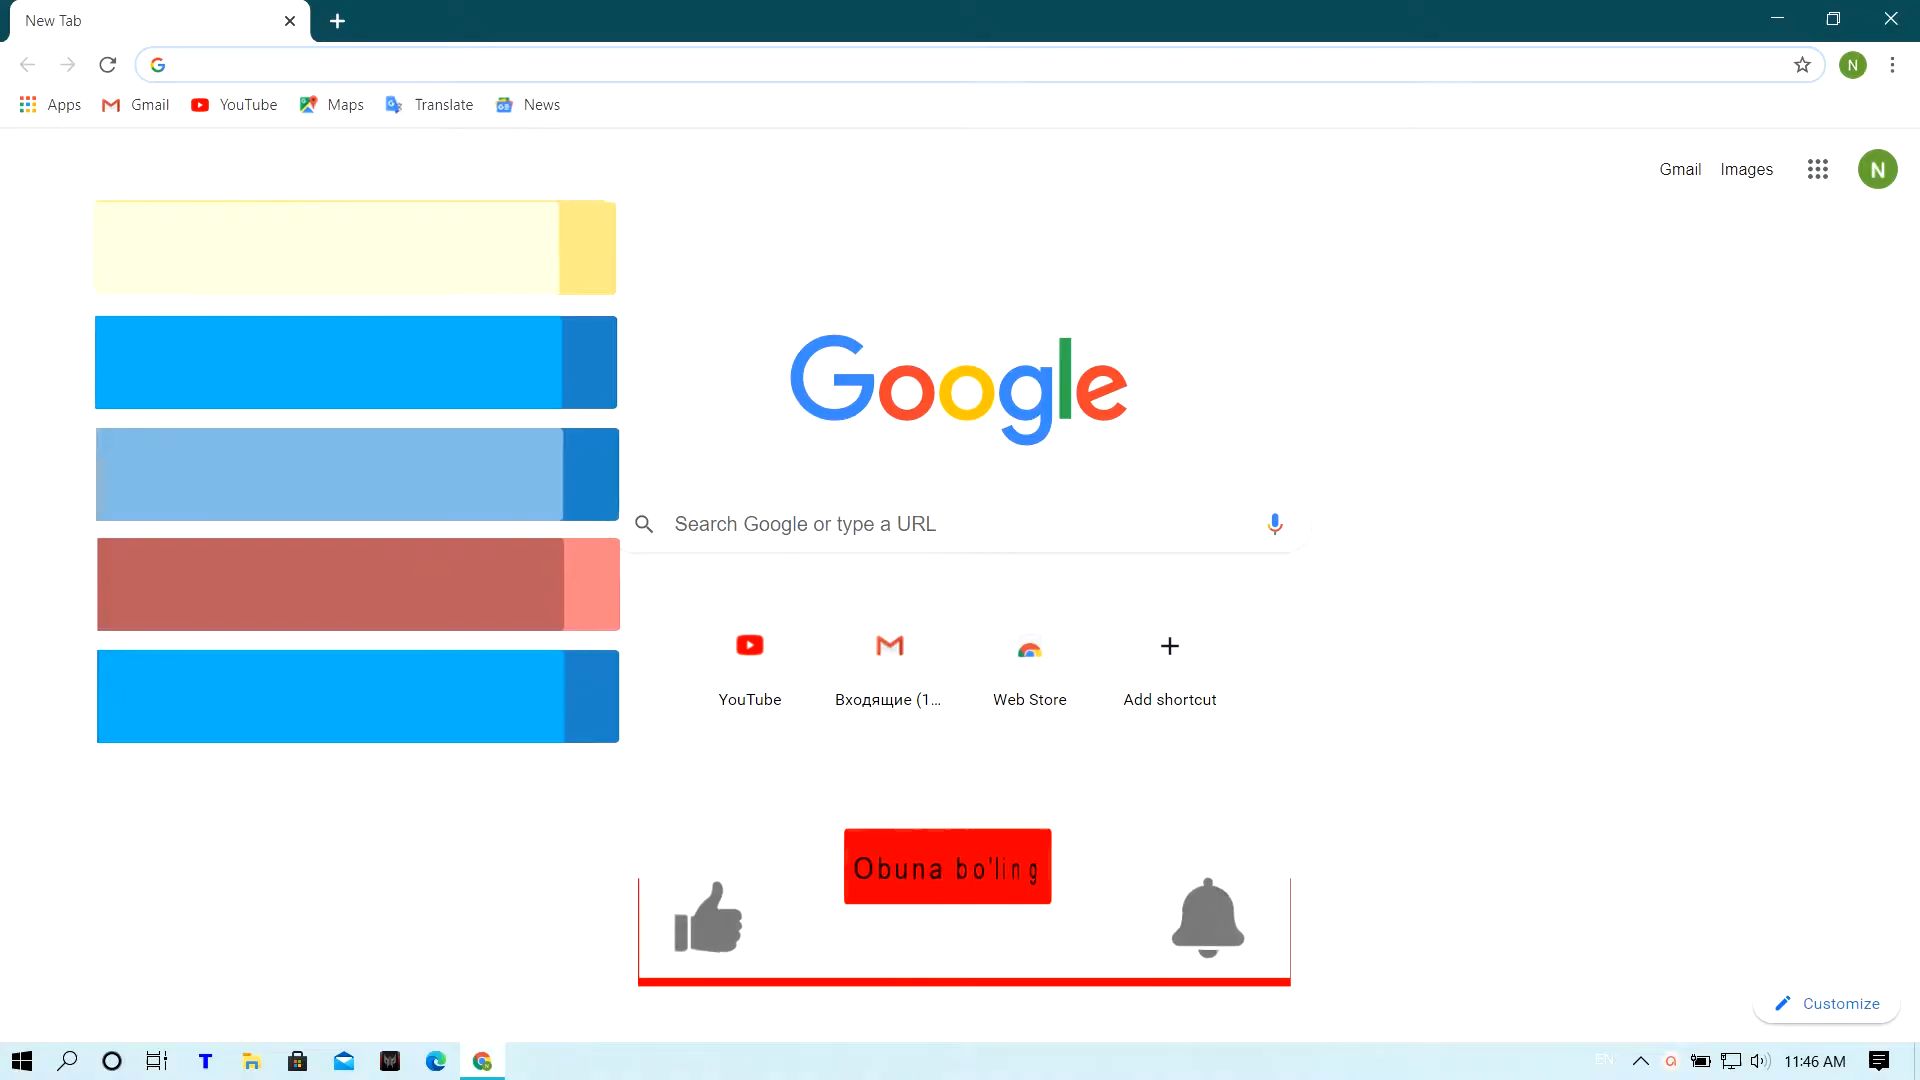 New Tab
Apps Gmail YouTube Maps Translate News
Gmail Images N
N
Google
Search Google or type a URL
YouTube Входящие (1... Web Store Add shortcut
Obuna bo'ling
Customize
EN 11:46 AM